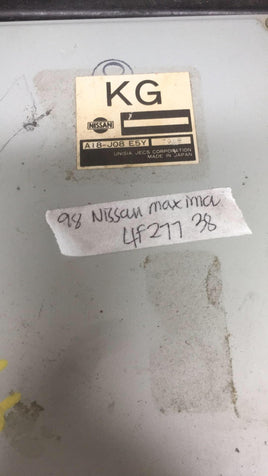 KG
NISSAN
A18-J08 E5Y
UNISIA JECS CORPORATION
MADE IN JAPAN
98 Nissan maxima
4f277 38